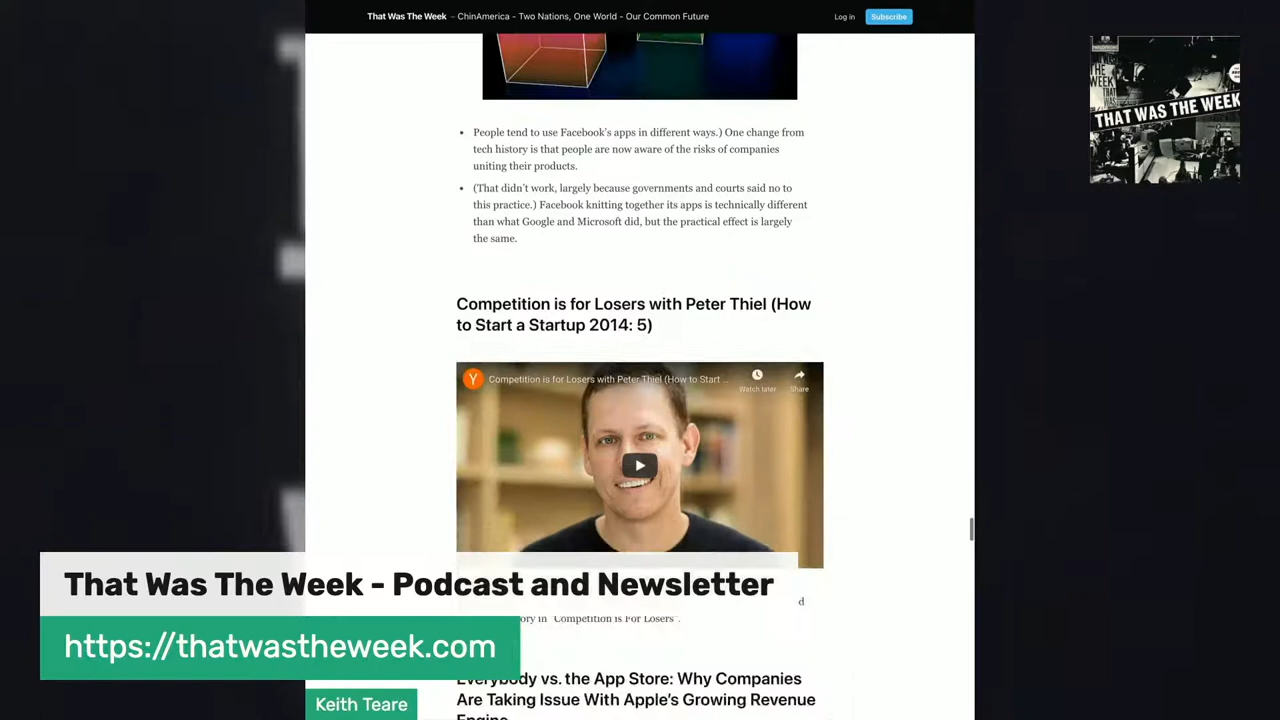 That Was The Week – ChinAmerica - Two Nations, One World - Our Common Future
Log in
Subscribe
THAT WAS THE WEEK
• People tend to use Facebook's apps in different ways.) One change from
tech history is that people are now aware of the risks of companies
uniting their products.
• (That didn't work, largely because governments and courts said no to
this practice.) Facebook knitting together its apps is technically different
than what Google and Microsoft did, but the practical effect is largely
the same.
Competition is for Losers with Peter Thiel (How
to Start a Startup 2014: 5)
Y
Competition is for Losers with Peter Thiel (How to Start ...
Watch later
Share
That Was The Week - Podcast and Newsletter
in "Competition is For Losers".
https://thatwastheweek.com
Everybody vs. the App Store: Why Companies
Are Taking Issue With Apple's Growing Revenue
Engine
Keith Teare